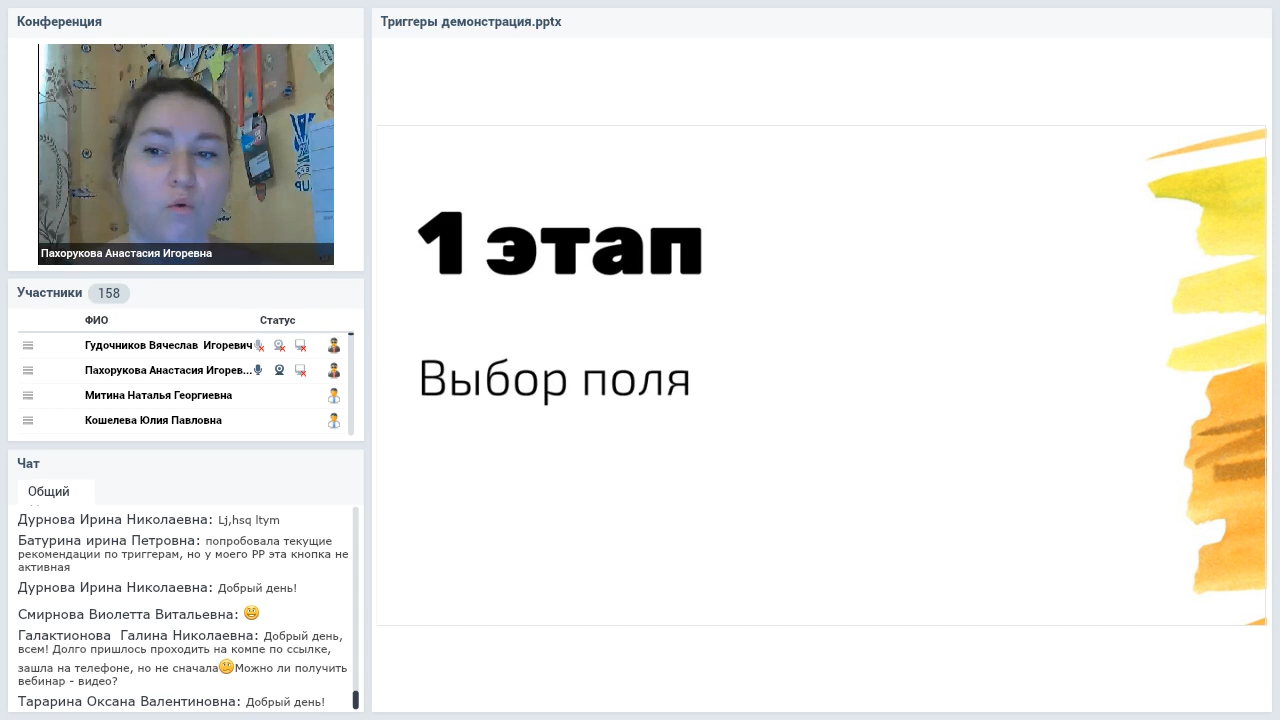 Конференция
Пахорукова Анастасия Игоревна
Участники 158
ФИО Статус
Гудочников Вячеслав Игоревич
Пахорукова Анастасия Игорев...
Митина Наталья Георгиевна
Кошелева Юлия Павловна
Чат
Общий
Дурнова Ирина Николаевна: Lj,hsq ltym
Батурина ирина Петровна: попробовала текущие
рекомендации по триггерам, но у моего РР эта кнопка не
активная
Дурнова Ирина Николаевна: Добрый день!
Смирнова Виолетта Витальевна:
Галактионова Галина Николаевна: Добрый день,
всем! Долго пришлось проходить на компе по ссылке,
зашла на телефоне, но не сначала Можно ли получить
вебинар - видео?
Тарарина Оксана Валентиновна: Добрый день!
Триггеры демонстрация.pptx
1 этап
Выбор поля